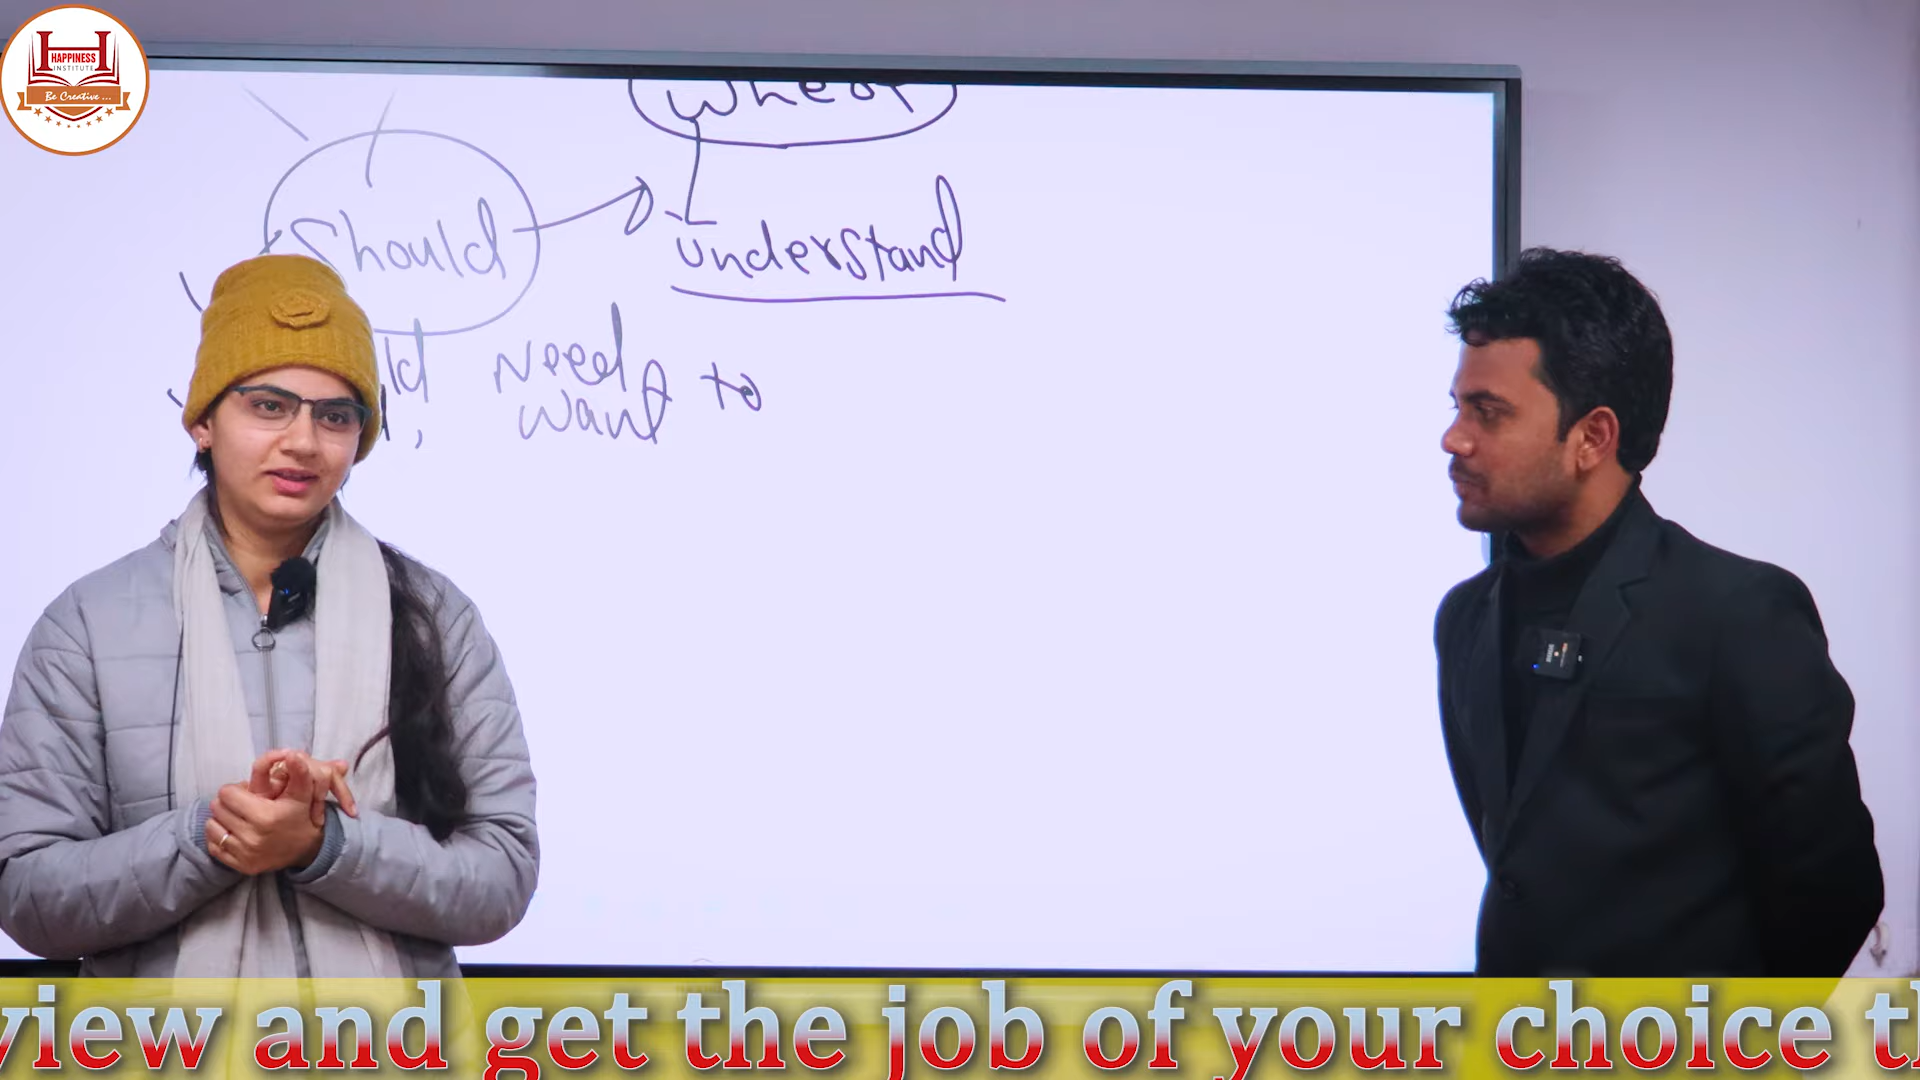 HAPPINESS
INSTITUTE
Be Creative ...
Should
understand
Need
want to
view and get the job of your choice